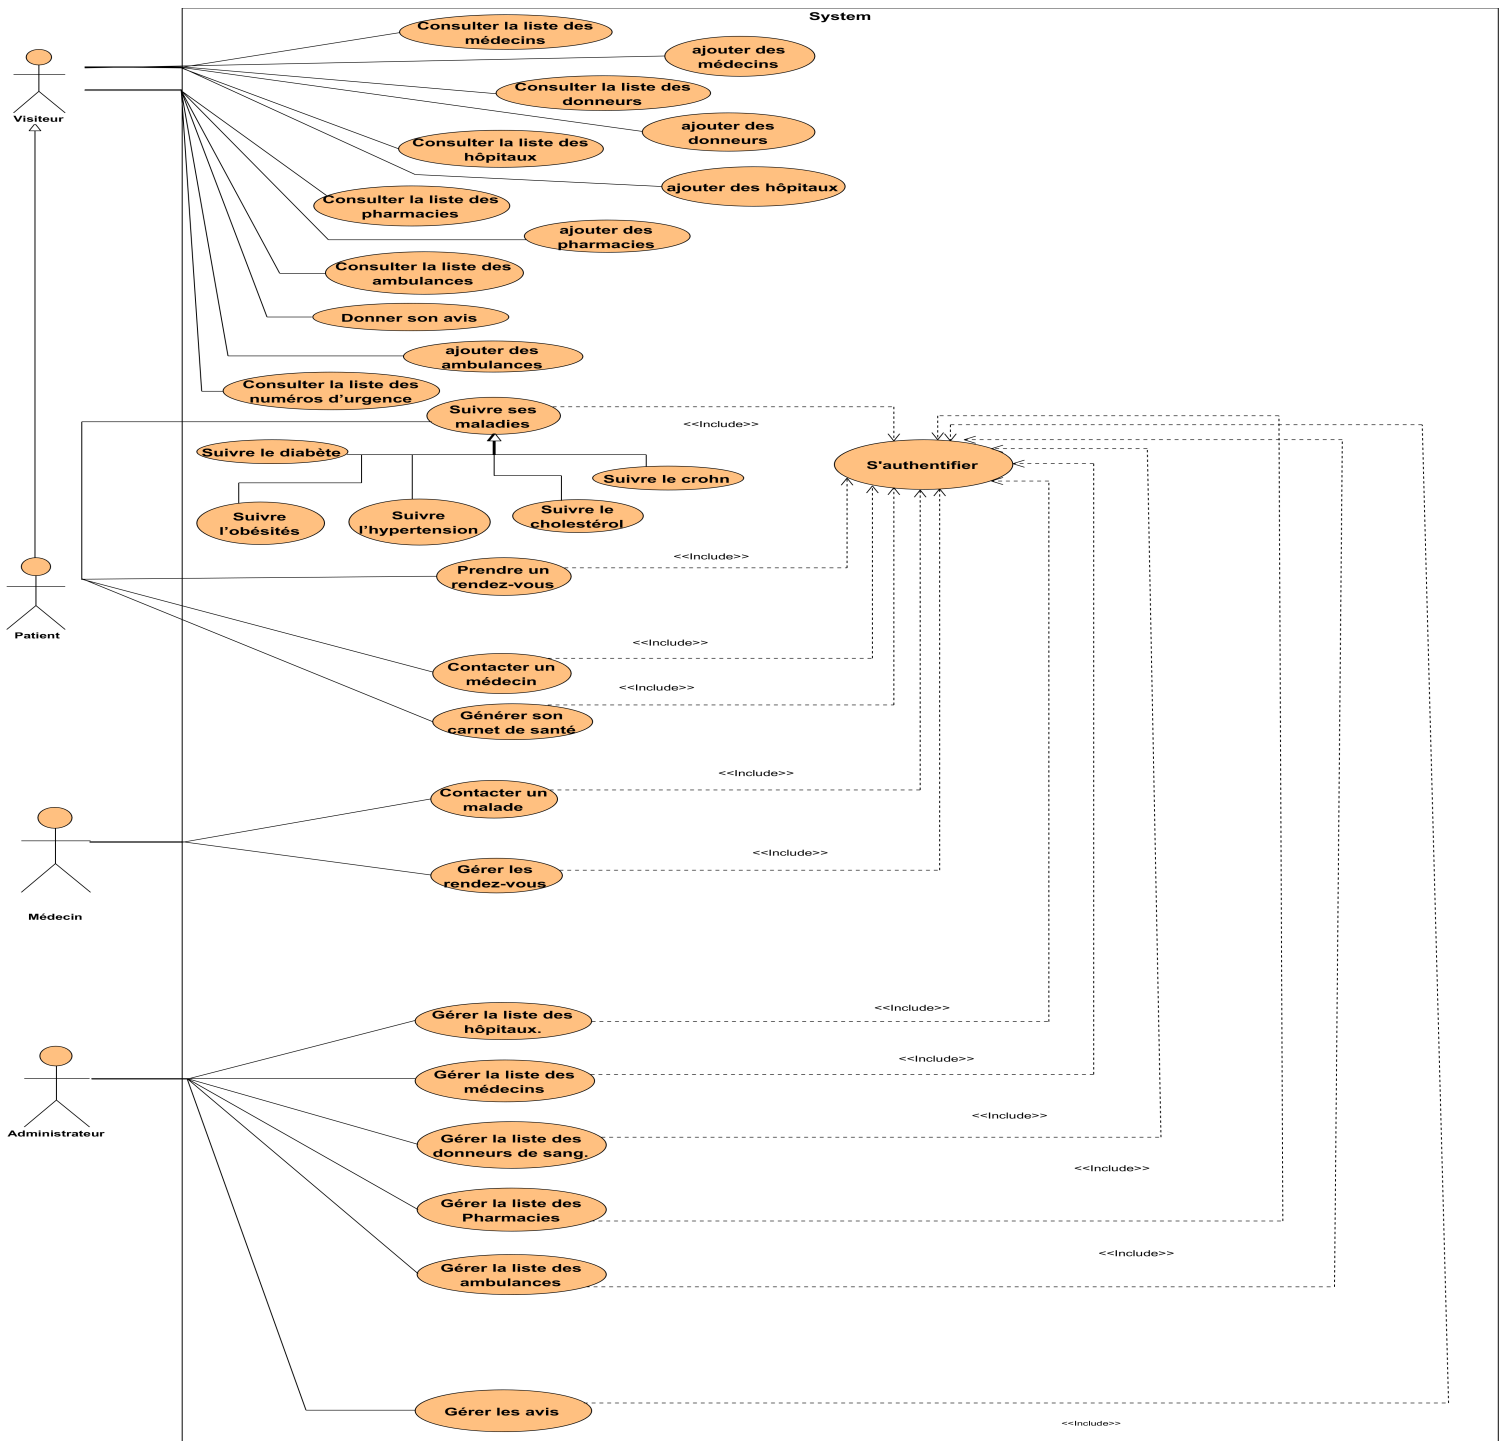 System
Consulter la liste des
médecins
ajouter des
médecins
Visiteur
Consulter la liste des
donneurs
ajouter des
donneurs
Consulter la liste des
hôpitaux
ajouter des hôpitaux
Consulter la liste des
pharmacies
ajouter des
pharmacies
Consulter la liste des
ambulances
Donner son avis
ajouter des
ambulances
Consulter la liste des
numéros d’urgence
Suivre ses
maladies
<<Include>>
S'authentifier
Suivre le diabète
Suivre le crohn
Suivre
l’obésités
Suivre
l’hypertension
Suivre le
cholestérol
<<Include>>
Prendre un
rendez-vous
Patient
<<Include>>
Contacter un
médecin
<<Include>>
Générer son
carnet de santé
<<Include>>
Contacter un
malade
<<Include>>
Gérer les
rendez-vous
Médecin
<<Include>>
Gérer la liste des
hôpitaux.
<<Include>>
Gérer la liste des
médecins
<<Include>>
Administrateur
Gérer la liste des
donneurs de sang.
<<Include>>
Gérer la liste des
Pharmacies
<<Include>>
Gérer la liste des
ambulances
Gérer les avis
<<Include>>